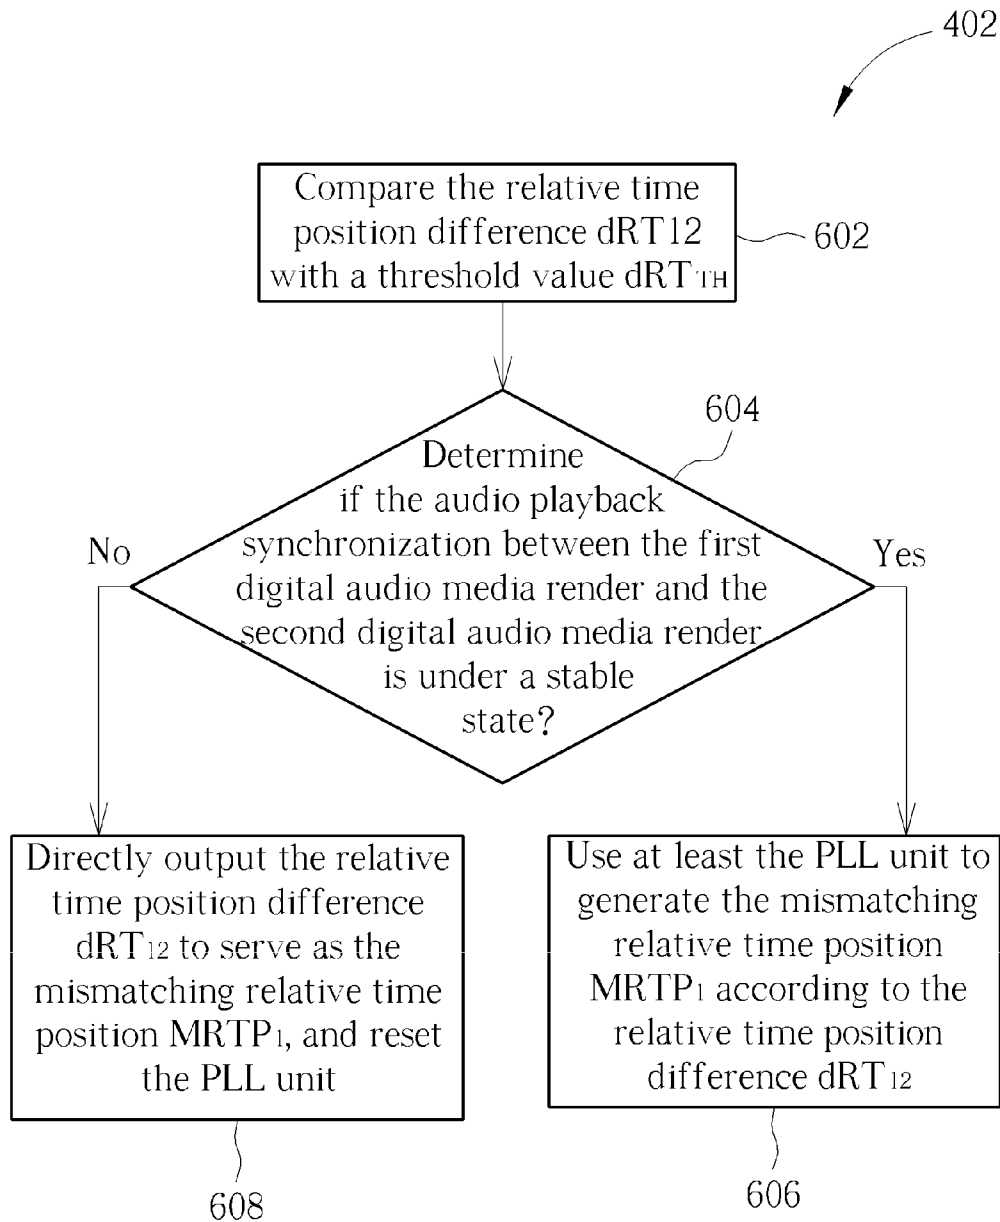 402
Compare the relative time
position difference dRT12
with a threshold value dRTTH
602
604
Determine
if the audio playback
synchronization between the first
digital audio media render and the
second digital audio media render
is under a stable
state?
No
Yes
Directly output the relative
time position difference
dRT12 to serve as the
mismatching relative time
position MRTP1, and reset
the PLL unit
608
Use at least the PLL unit to
generate the mismatching
relative time position
MRTP1 according to the
relative time position
difference dRT12
606